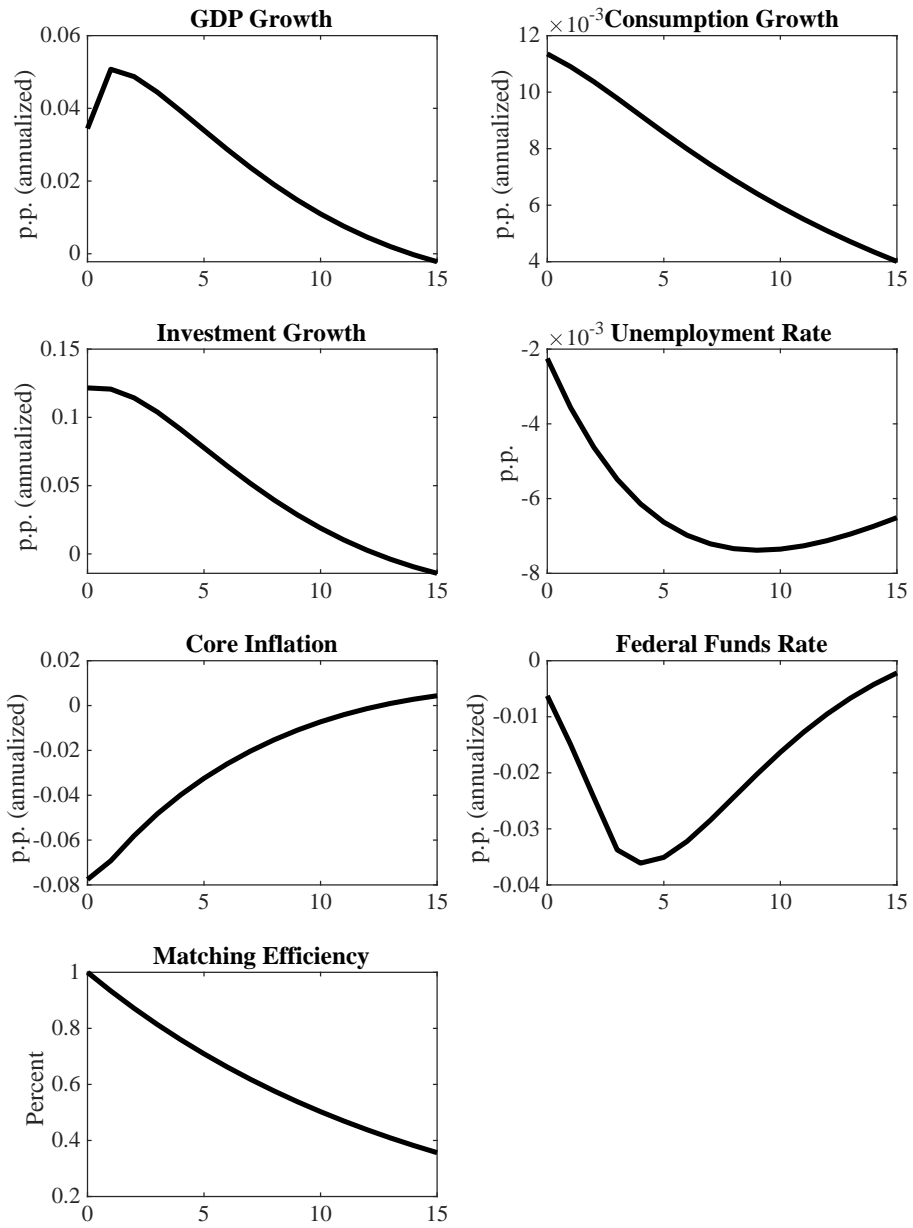 GDP Growth
0.06
0.04
0.02
0
p.p. (annualized)
0 5 10 15
×10-3 Consumption Growth
12
10
8
6
4
p.p. (annualized)
0 5 10 15
Investment Growth
0.15
0.1
0.05
0
p.p. (annualized)
0 5 10 15
×10-3 Unemployment Rate
-2
-4
-6
-8
p.p.
0 5 10 15
Core Inflation
0.02
0
-0.02
-0.04
-0.06
-0.08
p.p. (annualized)
0 5 10 15
Federal Funds Rate
0
-0.01
-0.02
-0.03
-0.04
p.p. (annualized)
0 5 10 15
Matching Efficiency
1
0.8
0.6
0.4
0.2
Percent
0 5 10 15